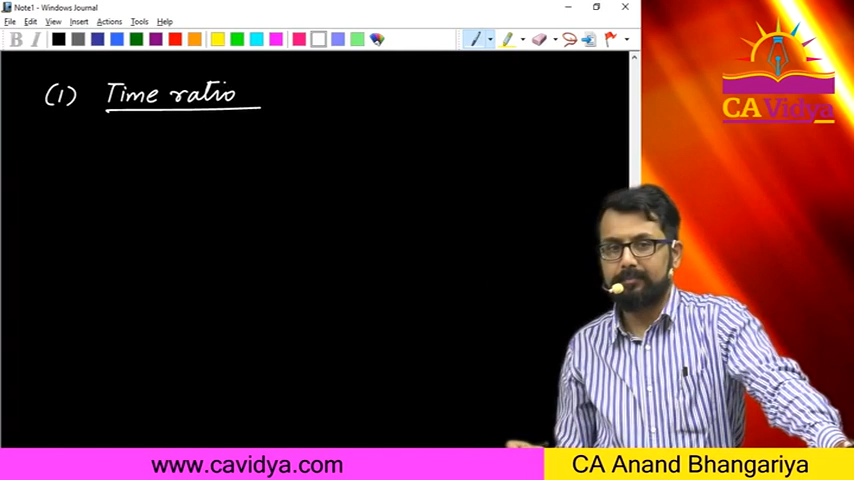 Note1 - Windows Journal
File Edit View Insert Actions Tools Help
B I
(1) Time ratio
CA Vidya
www.cavidya.com
CA Anand Bhangariya